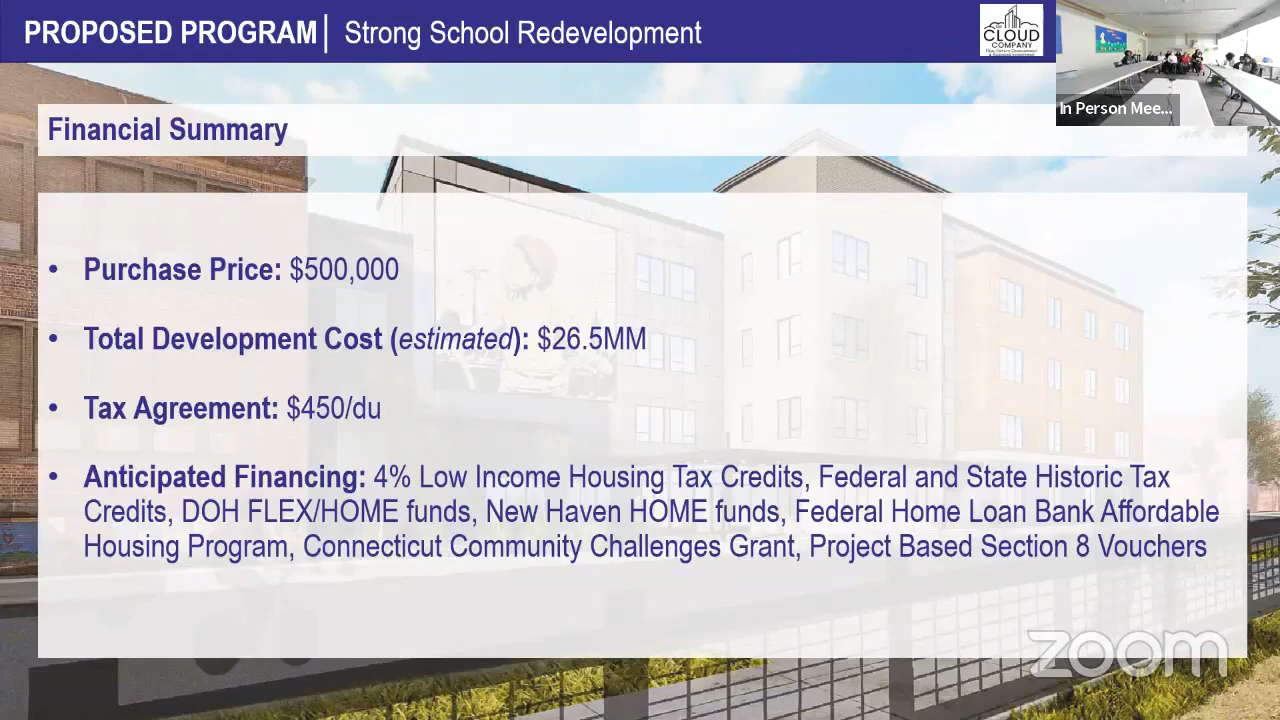 PROPOSED PROGRAM| Strong School Redevelopment
CLOUD
COMPANY
In Person Mee...
Financial Summary
• Purchase Price: $500,000
• Total Development Cost (estimated): $26.5MM
• Tax Agreement: $450/du
• Anticipated Financing: 4% Low Income Housing Tax Credits, Federal and State Historic Tax
Credits, DOH FLEX/HOME funds, New Haven HOME funds, Federal Home Loan Bank Affordable
Housing Program, Connecticut Community Challenges Grant, Project Based Section 8 Vouchers
zoom